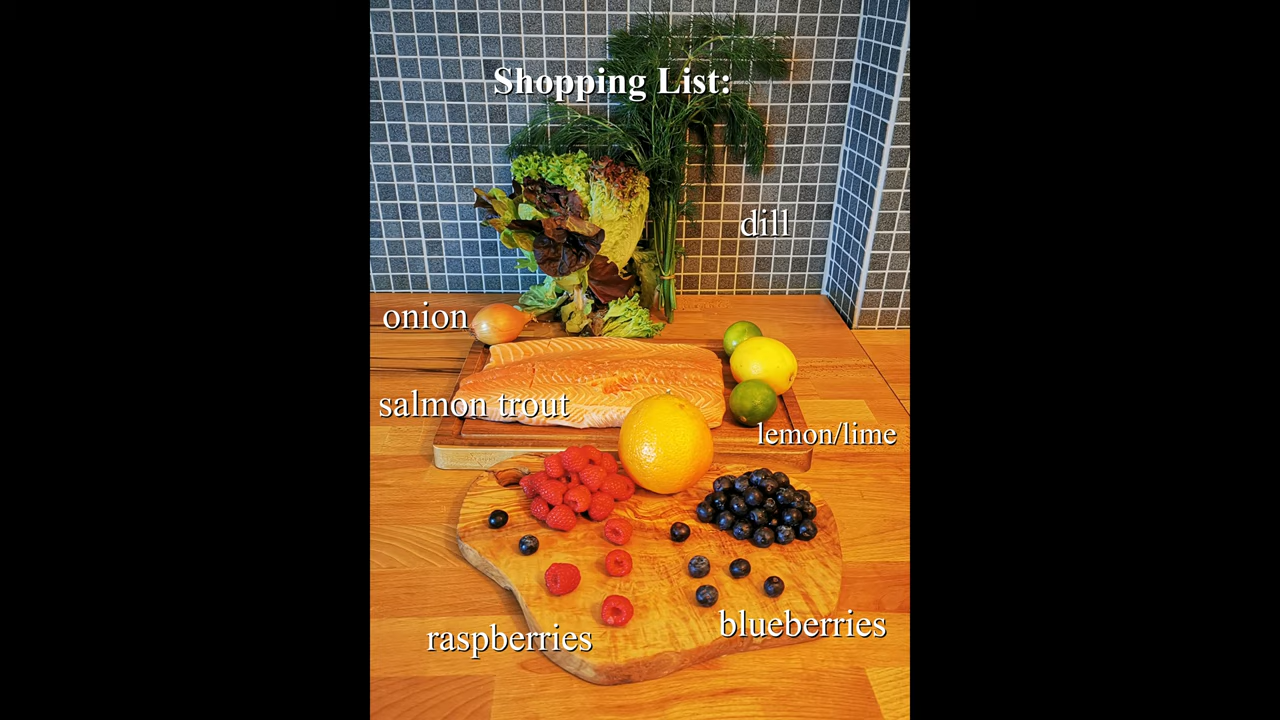 Shopping List:
dill
onion
salmon trout
lemon/lime
blueberries
raspberries